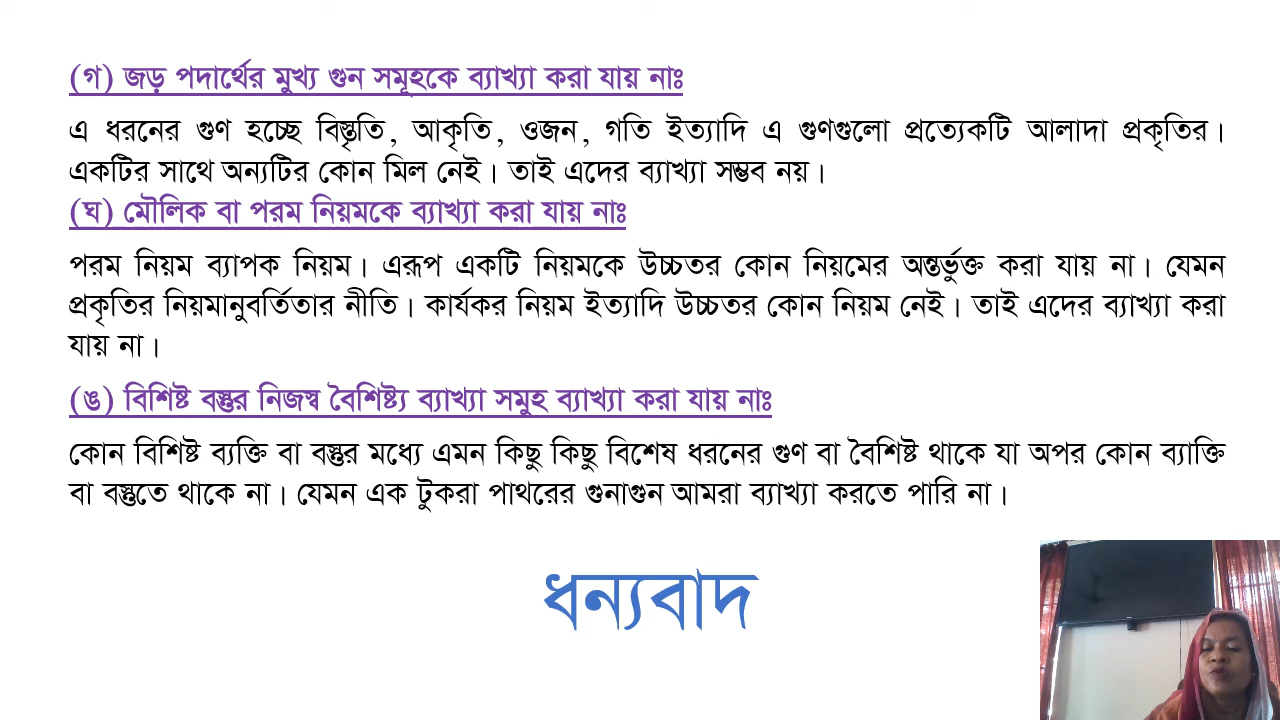 (গ) জড় পদার্থের মুখ্য গুন সমূহকে ব্যাখ্যা করা যায় নাঃ
এ ধরনের গুণ হচ্ছে বিস্তৃতি, আকৃতি, ওজন, গতি ইত্যাদি এ গুণগুলো প্রত্যেকটি আলাদা প্রকৃতির।
একটির সাথে অন্যটির কোন মিল নেই। তাই এদের ব্যাখ্যা সম্ভব নয়।
(ঘ) মৌলিক বা পরম নিয়মকে ব্যাখ্যা করা যায় নাঃ
পরম নিয়ম ব্যাপক নিয়ম। এরূপ একটি নিয়মকে উচ্চতর কোন নিয়মের অন্তর্ভুক্ত করা যায় না। যেমন
প্রকৃতির নিয়মানুবর্তিতার নীতি। কার্যকর নিয়ম ইত্যাদি উচ্চতর কোন নিয়ম নেই। তাই এদের ব্যাখ্যা করা
যায় না।
(ঙ) বিশিষ্ট বস্তুর নিজস্ব বৈশিষ্ট্য ব্যাখ্যা সমুহ ব্যাখ্যা করা যায় নাঃ
কোন বিশিষ্ট ব্যক্তি বা বস্তুর মধ্যে এমন কিছু কিছু বিশেষ ধরনের গুণ বা বৈশিষ্ট থাকে যা অপর কোন ব্যাক্তি
বা বস্তুতে থাকে না। যেমন এক টুকরা পাথরের গুনাগুন আমরা ব্যাখ্যা করতে পারি না।
ধন্যবাদ